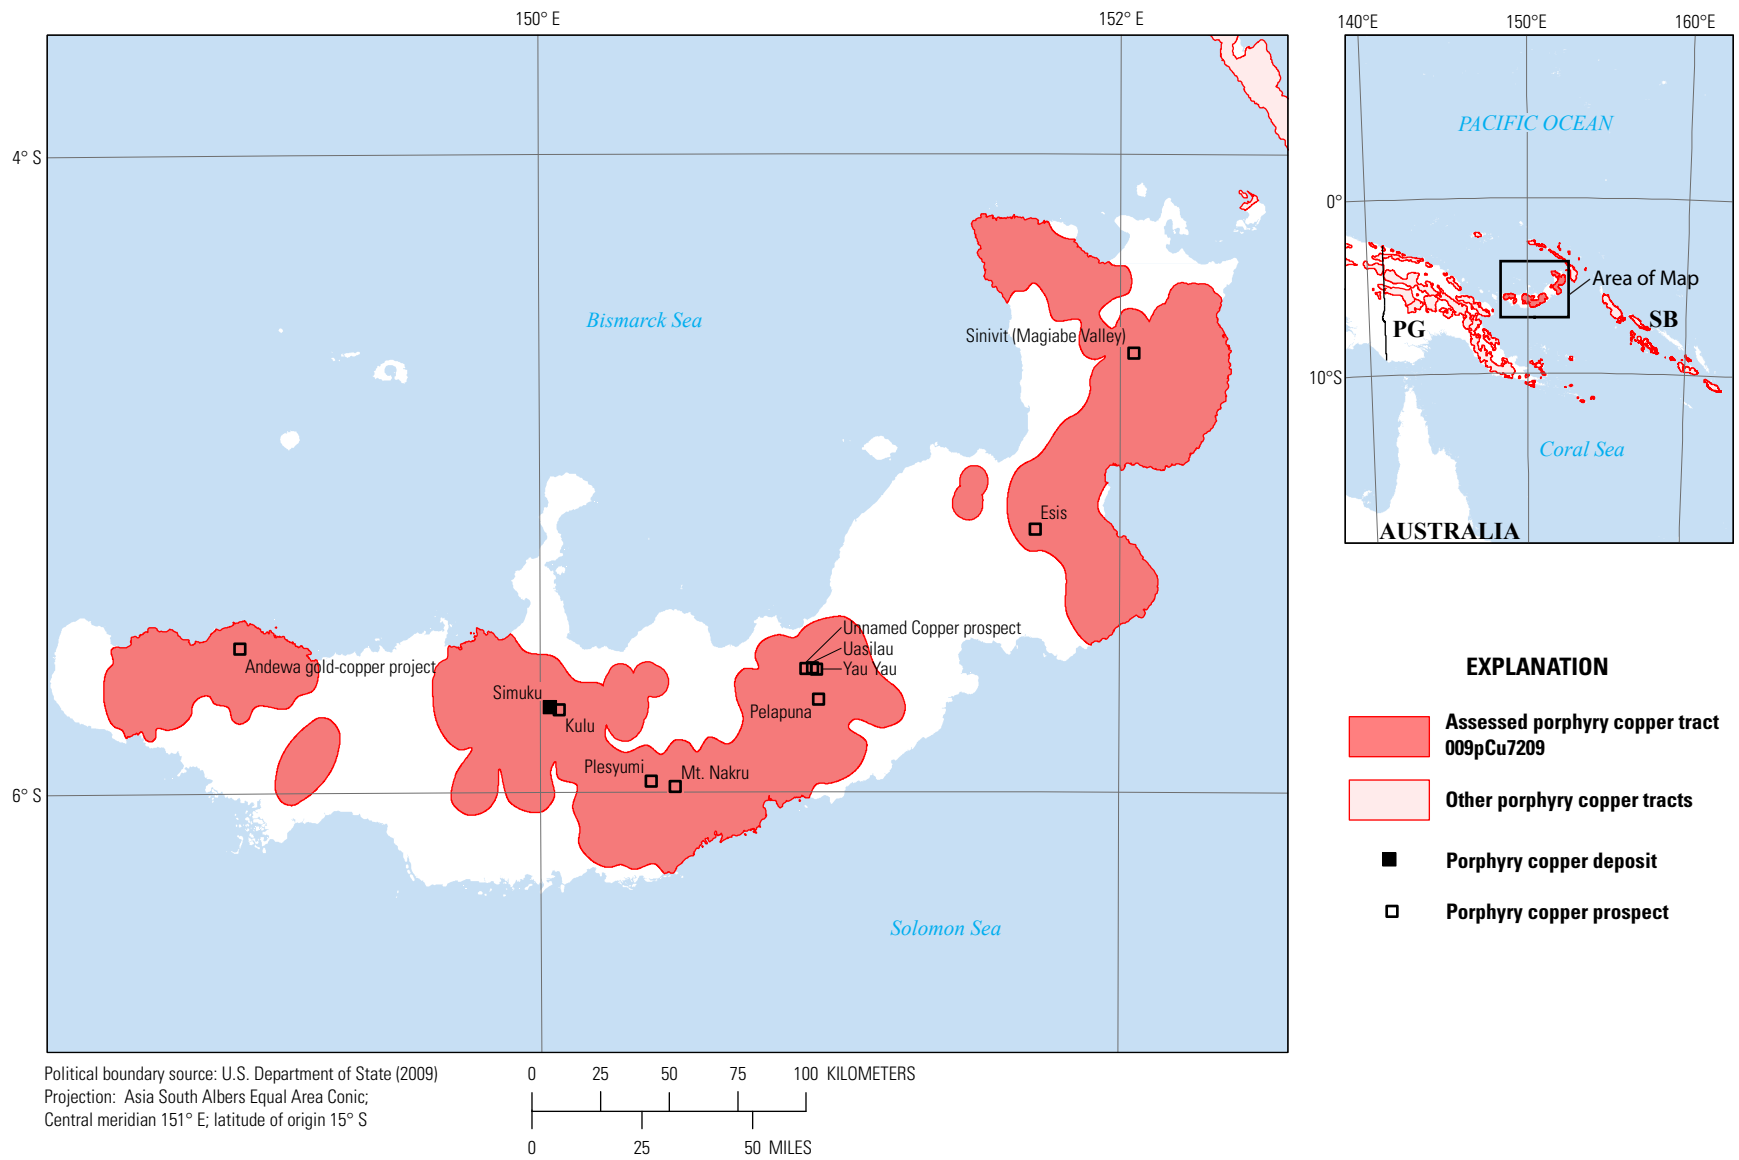 150° E
152° E
4° S
6° S
Bismarck Sea
Sinivit (Magiabe Valley)
Esis
Unnamed Copper prospect
Uasilau
Yau Yau
Pelapuna
Andewa gold-copper project
Simuku
Kulu
Plesyumi
Mt. Nakru
Solomon Sea
Political boundary source: U.S. Department of State (2009)
Projection: Asia South Albers Equal Area Conic;
Central meridian 151° E; latitude of origin 15° S
0 25 50 75 100 KILOMETERS
0 25 50 MILES
140°E 150°E 160°E
PACIFIC OCEAN
0°
Area of Map
SB
PG
10°S
Coral Sea
AUSTRALIA
EXPLANATION
Assessed porphyry copper tract
009pCu7209
Other porphyry copper tracts
Porphyry copper deposit
Porphyry copper prospect